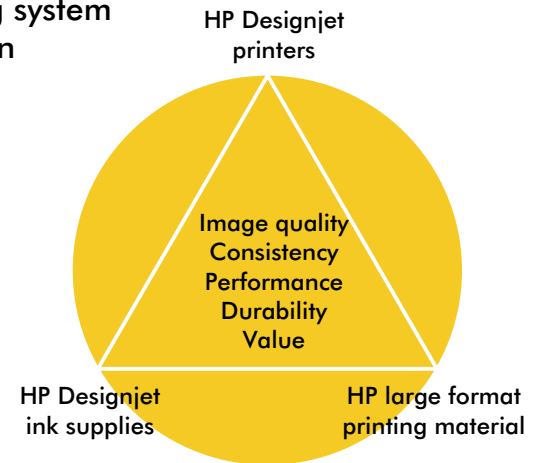 system
HP Designjet
printers
Image quality
Consistency
Performance
Durability
Value
HP Designjet
ink supplies
HP large format
printing material